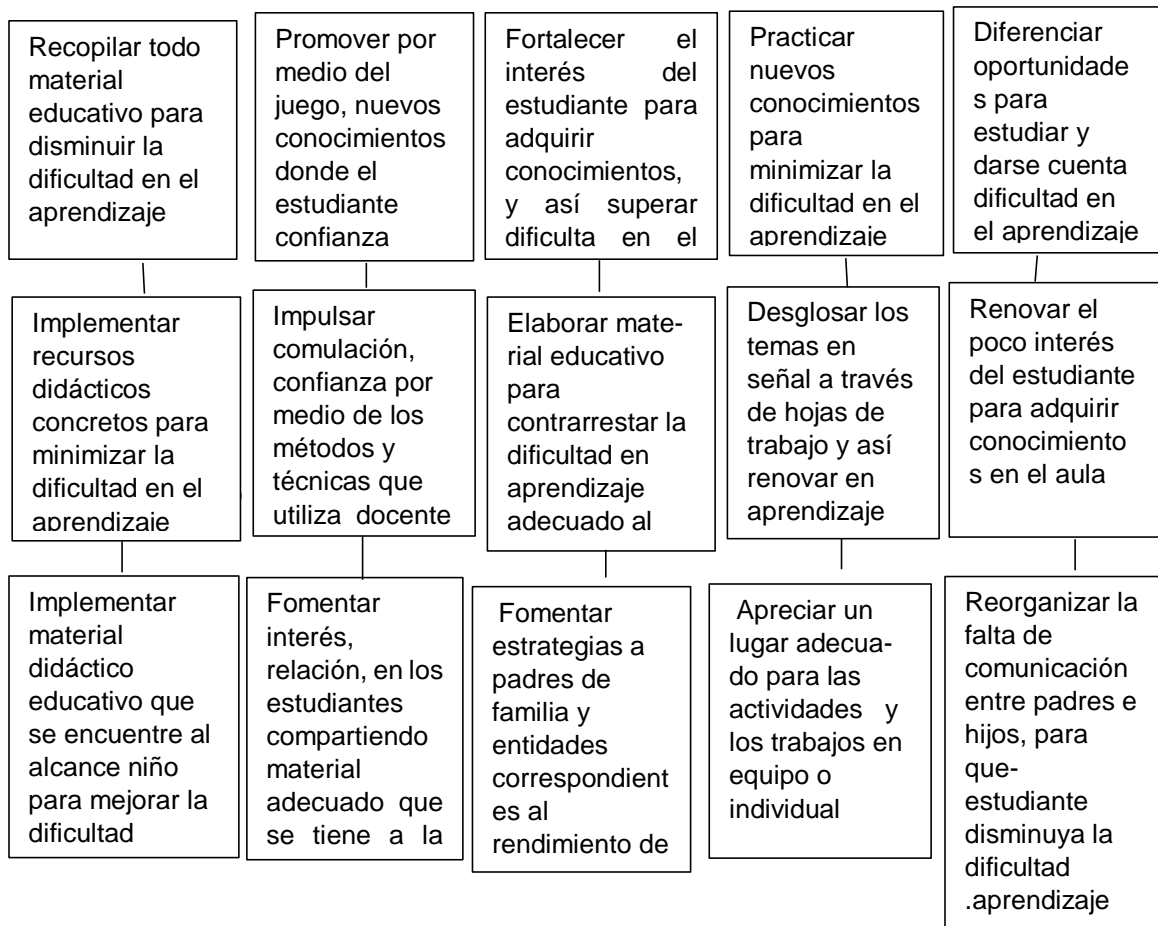 Recopilar todo
material
educativo para
disminuir la
dificultad en el
aprendizaje
Promover por
medio del
juego, nuevos
conocimientos
donde el
estudiante
confianza
Fortalecer el
interés del
estudiante para
adquirir
conocimientos,
y así superar
dificulta en el
Practicar
nuevos
conocimientos
para
minimizar la
dificultad en el
aprendizaje
Diferenciar
oportunidade
s para
estudiar y
darse cuenta
dificultad en
el aprendizaje
Implementar
recursos
didácticos
concretos para
minimizar la
dificultad en el
aprendizaje
Impulsar
comulación,
confianza por
medio de los
métodos y
técnicas que
utiliza docente
Elaborar mate-
rial educativo
para
contrarrestar la
dificultad en
aprendizaje
adecuado al
Desglosar los
temas en
señal a través
de hojas de
trabajo y así
renovar en
aprendizaje
Renovar el
poco interés
del estudiante
para adquirir
conocimiento
s en el aula
Implementar
material
didáctico
educativo que
se encuentre al
alcance niño
para mejorar la
dificultad
Fomentar
interés,
relación, en los
estudiantes
compartiendo
material
adecuado que
se tiene a la
Fomentar
estrategias a
padres de
familia y
entidades
correspondient
es al
rendimiento de
Apreciar un
lugar adecua-
do para las
actividades y
los trabajos en
equipo o
individual
Reorganizar la
falta de
comunicación
entre padres e
hijos, para
que-
estudiante
disminuya la
dificultad
.aprendizaje